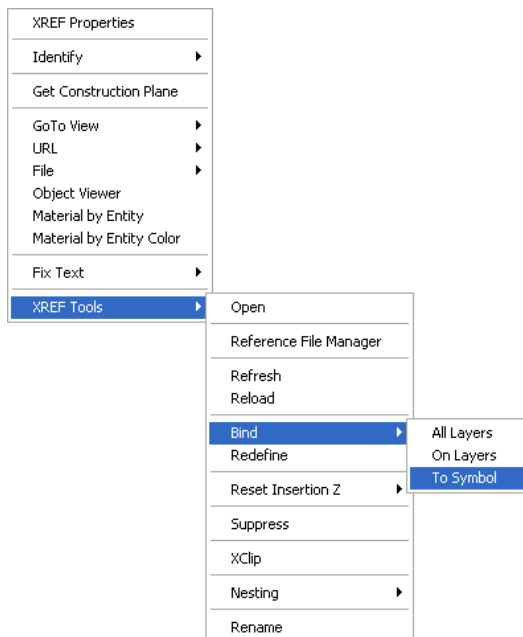 XREF Properties
Identify
Get Construction Plane
GoTo View
URL
File
Object Viewer
Material by Entity
Material by Entity Color
Fix Text
XREF Tools
Open
Reference File Manager
Refresh
Reload
Bind
Redefine
Reset Insertion Z
Suppress
XClip
Nesting
Rename
All Layers
On Layers
To Symbol